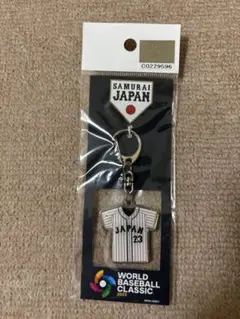 C0229596
SAMURAI
JAPAN
JAPAN
23
WORLD
BASEBALL
CLASSIC